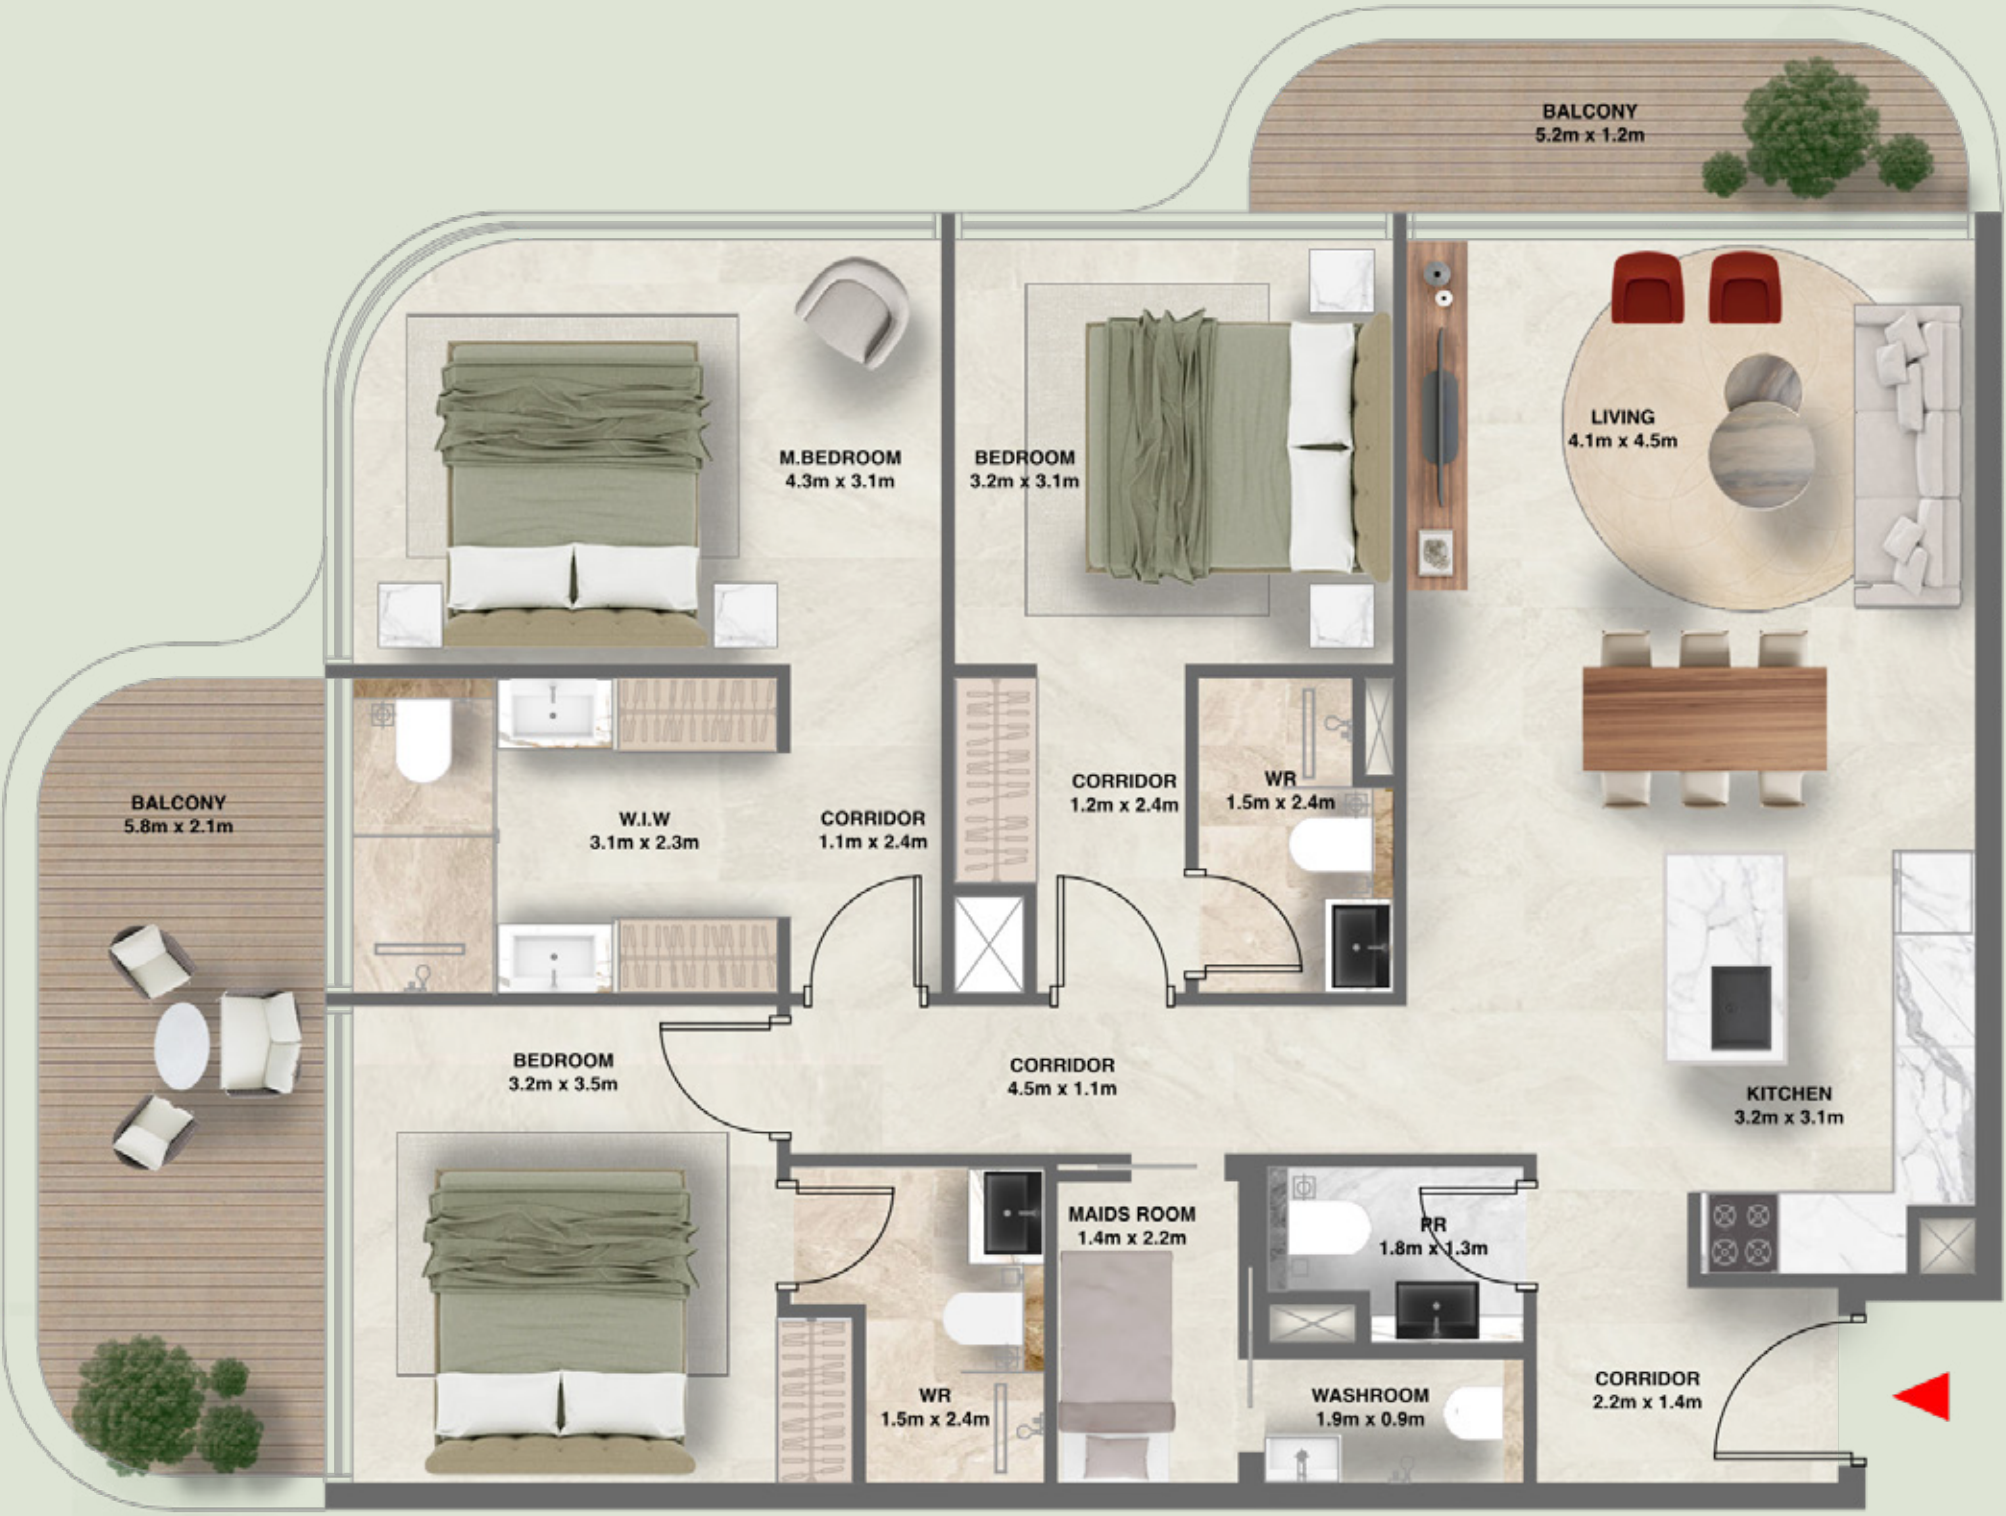 BALCONY
5.2m x 1.2m
LIVING
4.1m x 4.5m
M.BEDROOM
4.3m x 3.1m
BEDROOM
3.2m x 3.1m
BALCONY
5.8m x 2.1m
W.I.W
3.1m x 2.3m
CORRIDOR
1.1m x 2.4m
CORRIDOR
1.2m x 2.4m
WR
1.5m x 2.4m
BEDROOM
3.2m x 3.5m
CORRIDOR
4.5m x 1.1m
KITCHEN
3.2m x 3.1m
MAIDS ROOM
1.4m x 2.2m
PR
1.8m x 1.3m
WR
1.5m x 2.4m
WASHROOM
1.9m x 0.9m
CORRIDOR
2.2m x 1.4m